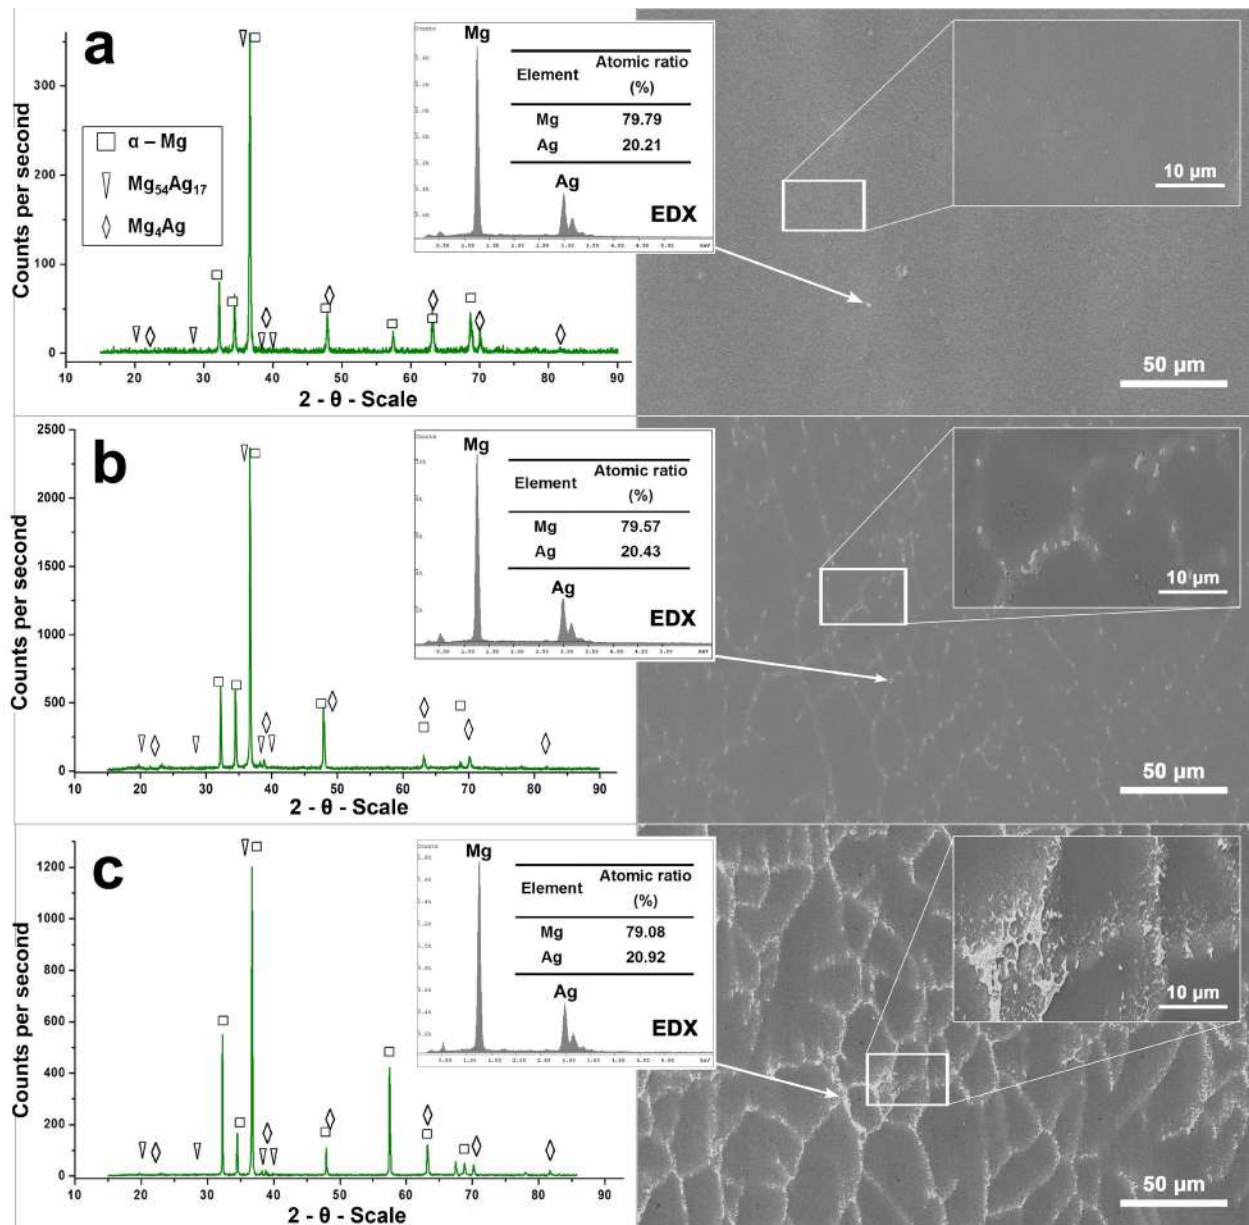 a
Counts per second
300
200
100
0
10 20 30 40 50 60 70 80 90
2 - θ - Scale
α – Mg
Mg54Ag17
Mg4Ag
Mg
Ag
Element Atomic ratio (%)
Mg 79.79
Ag 20.21
EDX
10 µm
50 µm
b
Counts per second
2500
2000
1500
1000
500
0
10 20 30 40 50 60 70 80 90
2 - θ - Scale
Mg
Ag
Element Atomic ratio (%)
Mg 79.57
Ag 20.43
EDX
10 µm
50 µm
c
Counts per second
1200
1000
800
600
400
200
0
10 20 30 40 50 60 70 80 90
2 - θ - Scale
Mg
Ag
Element Atomic ratio (%)
Mg 79.08
Ag 20.92
EDX
10 µm
50 µm